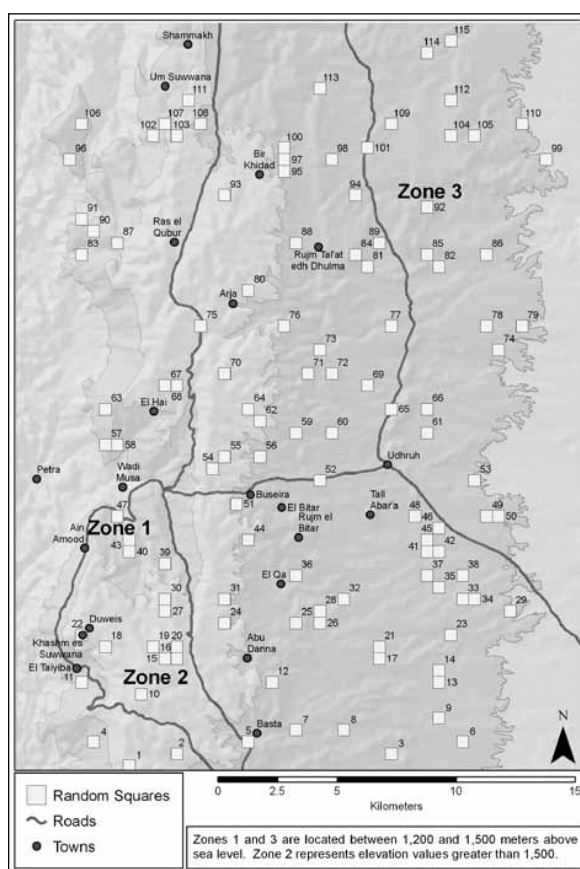 Shammakh
115
114
Um Suwwana
113
111
112
106
107
108
109
110
102
103
104
105
100
101
Bir
Khidad
97
98
99
96
95
93
94
Zone 3
92
91
90
Ras el
Qubur
87
83
88
Rujm Tal'at
edh Dhulma
89
84
81
85
82
86
80
Arja
75
76
77
78
79
73
74
70
71
72
69
67
68
63
El Hai
64
62
65
66
59
60
61
57
58
55
54
56
Udhruh
Petra
Wadi
Musa
52
53
Buseira
47
51
El Bitar
Tall
Abar'a
48
46
49
50
Zone 1
Rujm el
Bitar
45
Ain
Amood
43
40
44
41
42
39
El Qa
36
37
38
35
30
31
32
33
34
27
28
24
25
26
29
Duweis
22
23
Khashm es
Suwwana
18
19
20
16
15
Abu
Danna
21
17
El Taiyiba
11
Zone 2
12
14
13
10
9
7
8
Basta
4
5
6
1
2
3
N
Random Squares
Roads
Towns
0 2.5 5 10 15
Kilometers
Zones 1 and 3 are located between 1,200 and 1,500 meters above
sea level. Zone 2 represents elevation values greater than 1,500.